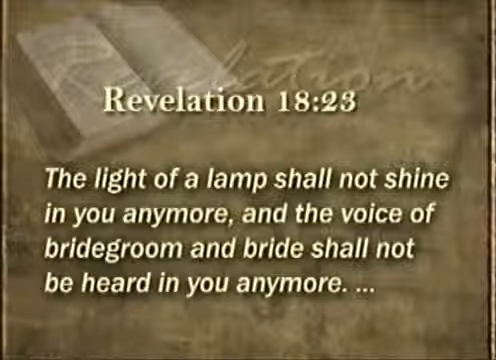 Revelation
Revelation 18:23
The light of a lamp shall not shine
in you anymore, and the voice of
bridegroom and bride shall not
be heard in you anymore. ...